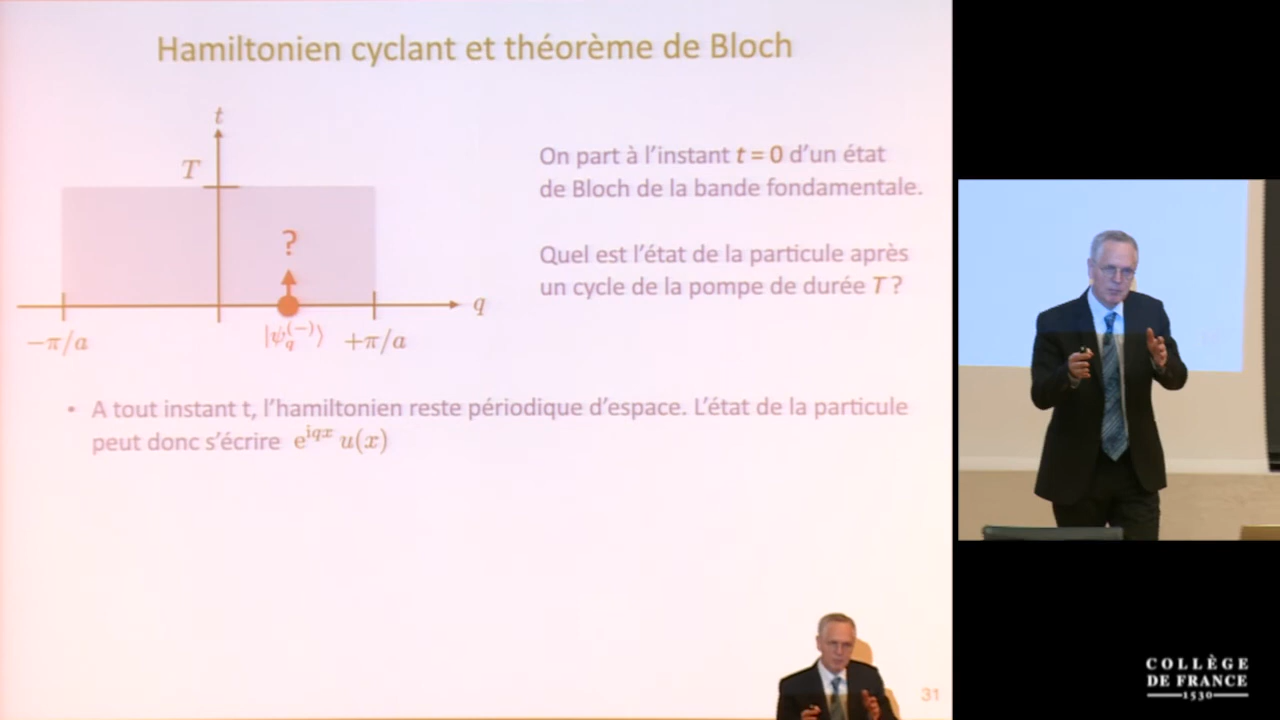 Hamiltonien cyclant et théorème de Bloch
t
T
?
q
−π/a
|ψq(−)⟩
+π/a
On part à l'instant t = 0 d'un état
de Bloch de la bande fondamentale.
Quel est l'état de la particule après
un cycle de la pompe de durée T ?
• A tout instant t, l'hamiltonien reste périodique d'espace. L'état de la particule
peut donc s'écrire e^{iqx} u(x)
31
COLLÈGE
DE FRANCE
1530